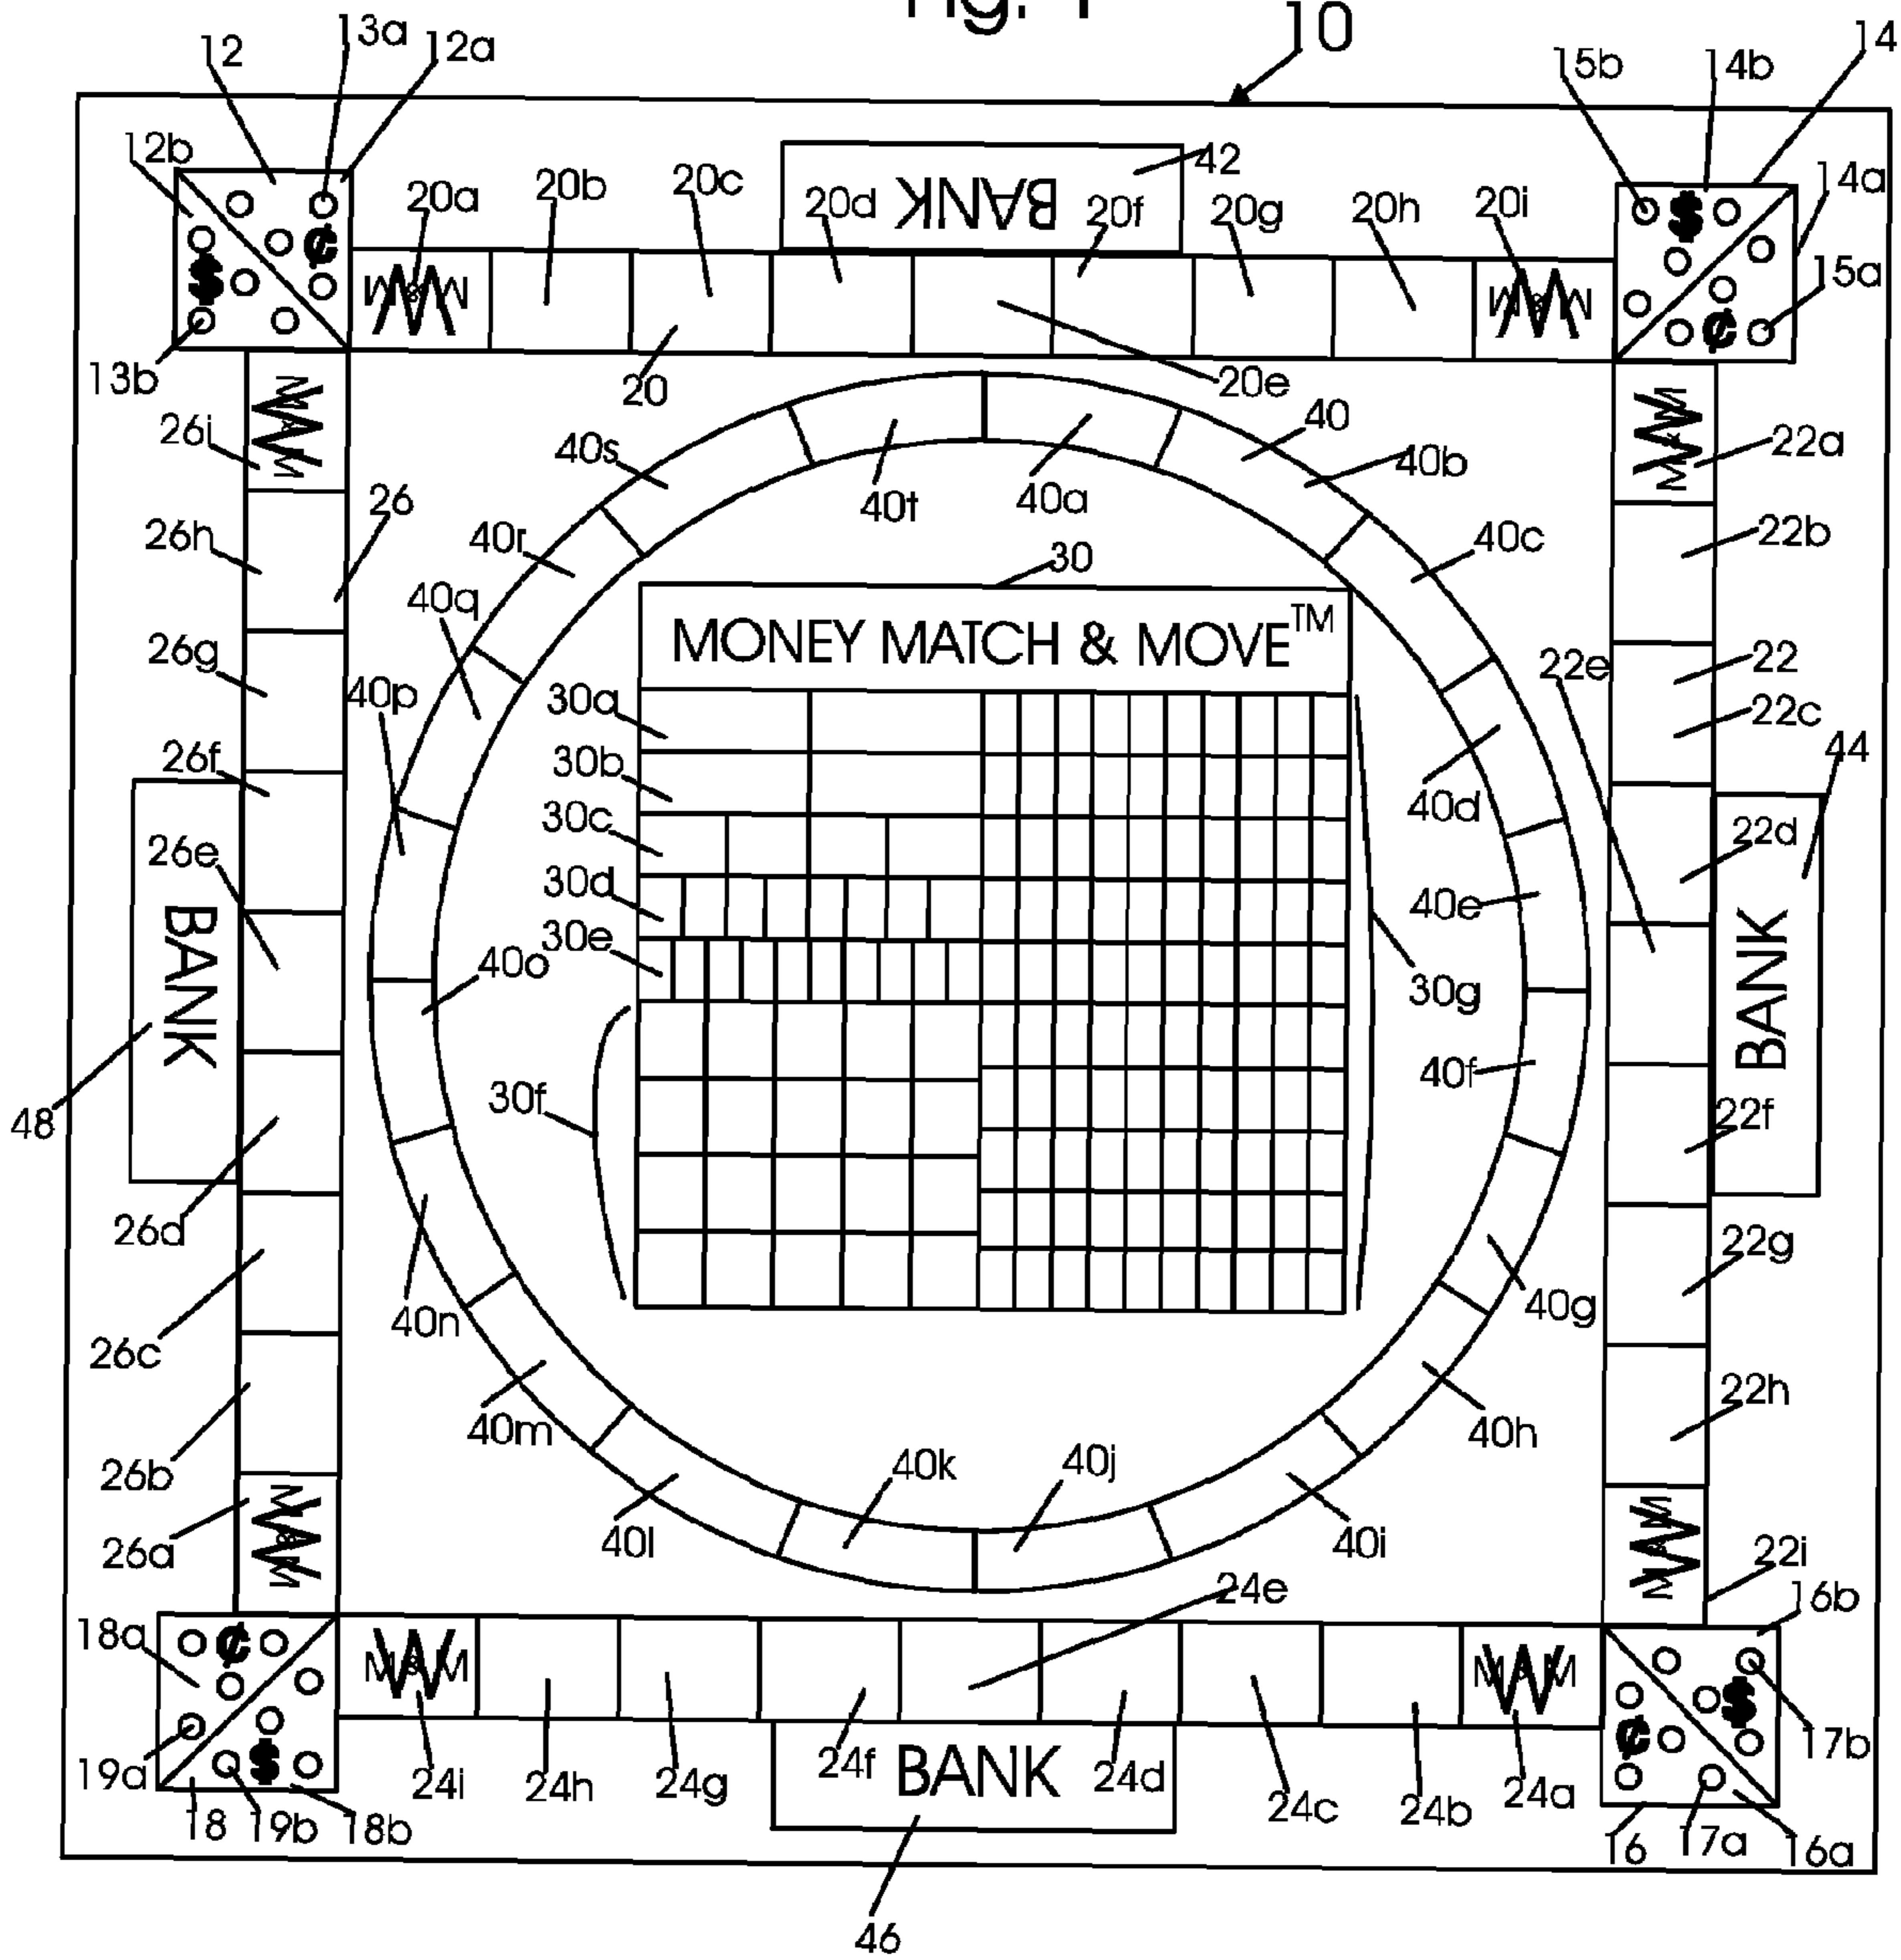 Fig. 1
10
12
13a
12a
15b
14b
14
12b
42
14a
20a
20b
20c
20d
BANK
20f
20g
20h
20i
¢
$
$
¢
15a
M&M
M&M
13b
20
20e
26i
M&M
40s
40t
40a
40
40b
M&M
22a
26h
26
40r
40c
22b
30
40q
MONEY MATCH & MOVE™
26g
40p
30a
22e
22
22c
26f
30b
44
30c
40d
22d
26e
30d
40e
BANK
30e
40o
30g
BANK
48
30f
40f
22f
26d
22g
26c
40n
40g
22h
26b
40m
40k
40j
40h
26a
M&M
40l
40i
M&M
22i
24e
16b
18a
¢
M&M
M&M
$
¢
19a
$
24i
24h
24g
24f
BANK
24d
24c
24b
24a
17b
18
19b
18b
16
17a
16a
46